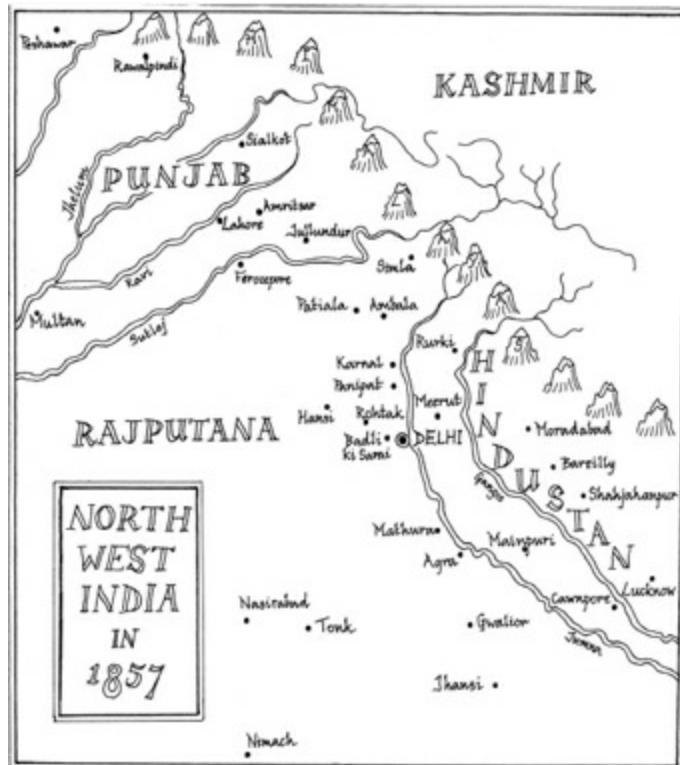 Peshawar
Rawalpindi
KASHMIR
Sialkot
PUNJAB
Jhelum
Amritsar
Lahore
Jullundur
Ravi
Ferozepore
Simla
Multan
Sutlej
Patiala
Ambala
Rurki
Karnal
Panipat
HINDUSTAN
Hansi
Rohtak
Meerut
RAJPUTANA
Badli
ki Sarai
DELHI
Moradabad
Bareilly
Ganges
Shahjahanpur
NORTH
WEST
INDIA
IN
1857
Mathura
Mainpuri
Agra
Lucknow
Cawnpore
Nasirabad
Tonk
Gwalior
Jumna
Jhansi
Nimach